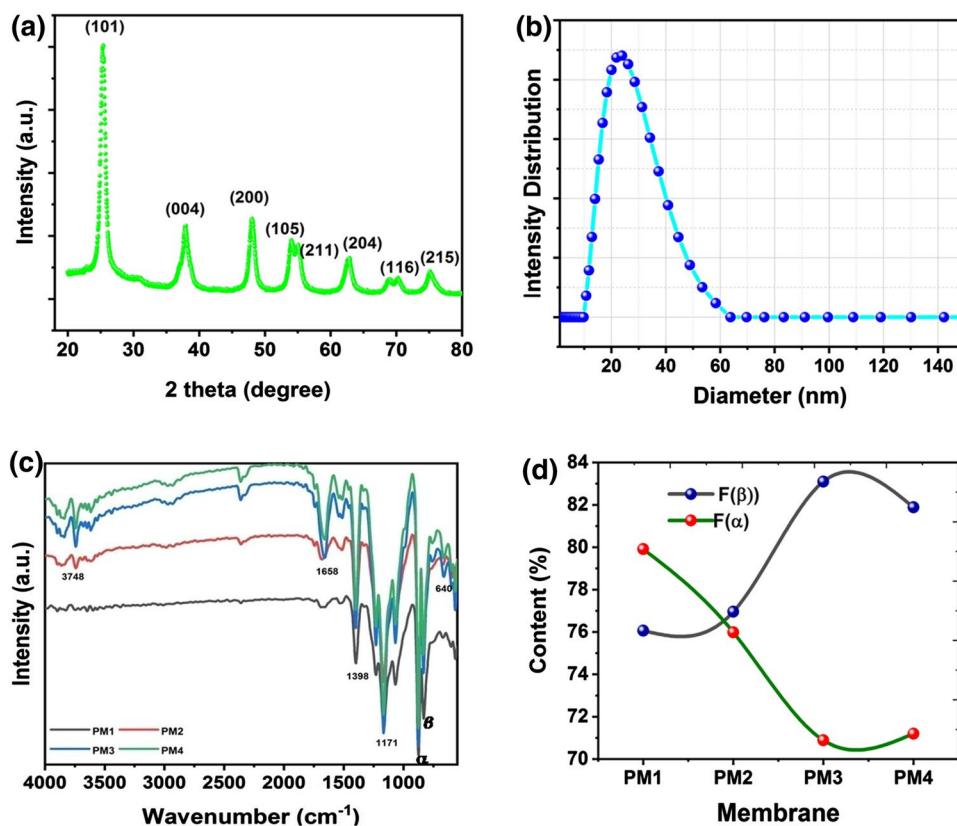 (a)
(101)
(004)
(200)
(105)
(211)
(204)
(116)
(215)
Intensity (a.u.)
20 30 40 50 60 70 80
2 theta (degree)
(b)
Intensity Distribution
20 40 60 80 100 120 140
Diameter (nm)
(c)
3748
1658
640
1398
1171
β
α
PM1 PM2
PM3 PM4
Intensity (a.u.)
4000 3500 3000 2500 2000 1500 1000
Wavenumber (cm⁻¹)
(d)
F(β))
F(α)
84
82
80
78
76
74
72
70
Content (%)
PM1 PM2 PM3 PM4
Membrane